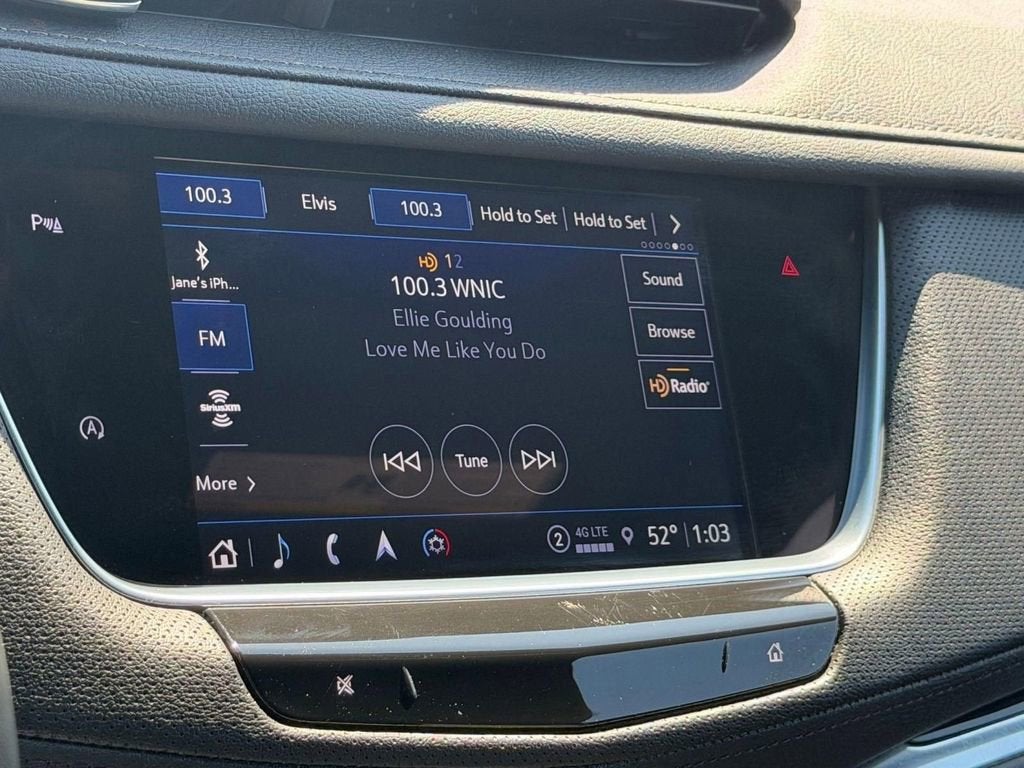 100.3 Elvis 100.3 Hold to Set Hold to Set
P
Jane's iPh...
HD 12
100.3 WNIC
Ellie Goulding
Love Me Like You Do
Sound
Browse
HD Radio
FM
SiriusXM
A
More
Tune
2 4G LTE 52° 1:03